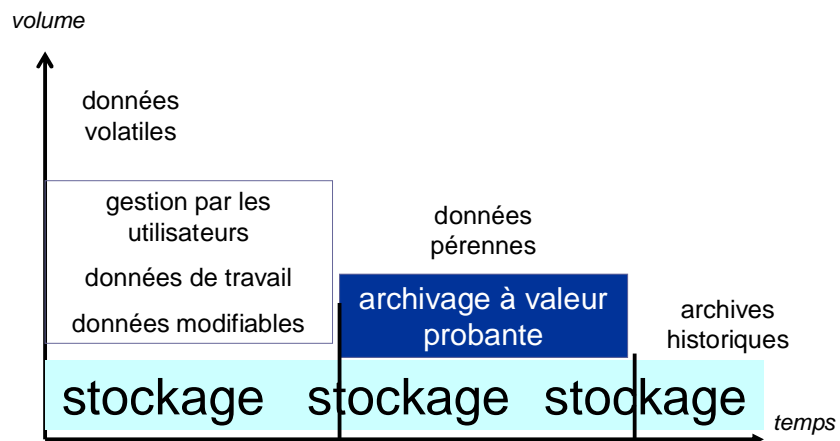 volume
données
volatiles
gestion par les
utilisateurs
données de travail
données modifiables
données
pérennes
archivage à valeur
probante
archives
historiques
stockage stockage stockage
temps